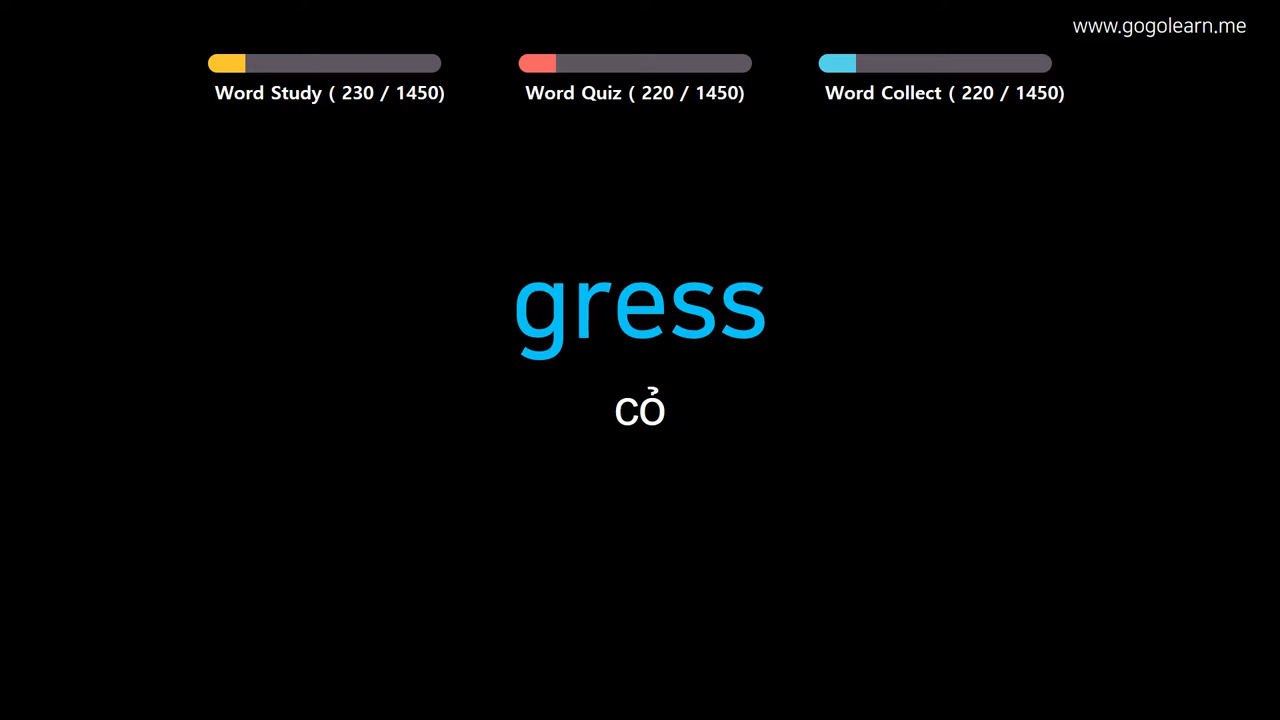 www.gogolearn.me
Word Study ( 230 / 1450)
Word Quiz ( 220 / 1450)
Word Collect ( 220 / 1450)
gress
cỏ